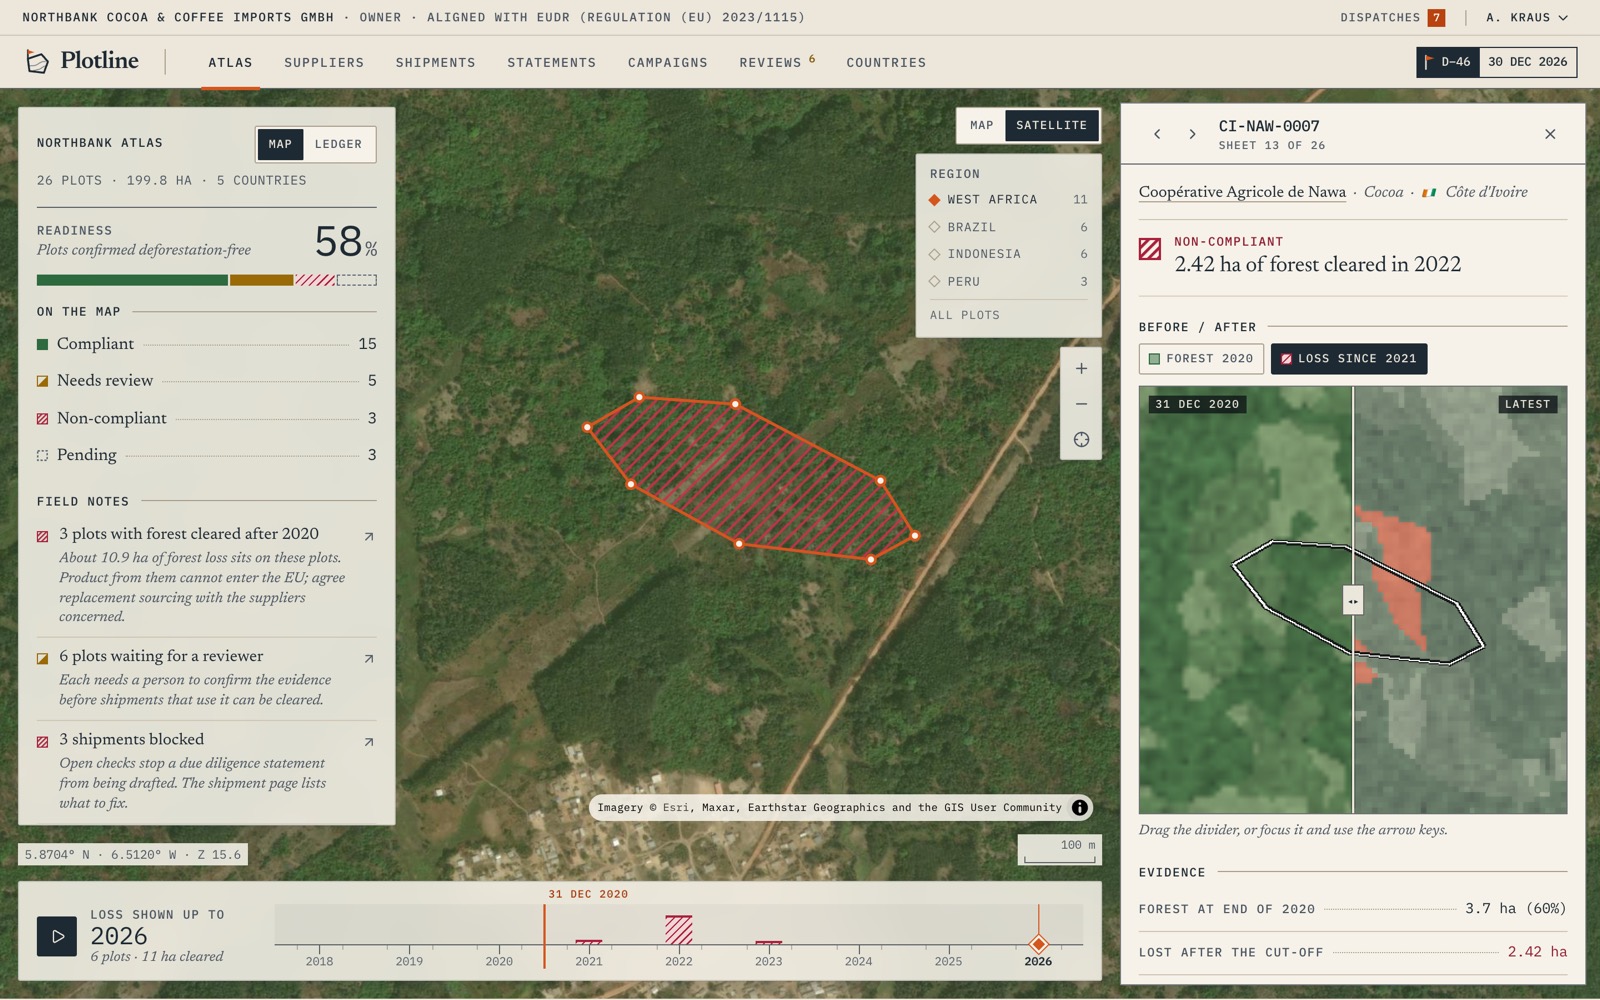 NORTHBANK COCOA & COFFEE IMPORTS GMBH · OWNER · ALIGNED WITH EUDR (REGULATION (EU) 2023/1115)
DISPATCHES 7
A. KRAUS
Plotline
ATLAS SUPPLIERS SHIPMENTS STATEMENTS CAMPAIGNS REVIEWS 6 COUNTRIES
D−46 30 DEC 2026
NORTHBANK ATLAS
MAP LEDGER
26 PLOTS · 199.8 HA · 5 COUNTRIES
READINESS
Plots confirmed deforestation-free
58%
ON THE MAP
Compliant 15
Needs review 5
Non-compliant 3
Pending 3
FIELD NOTES
3 plots with forest cleared after 2020
About 10.9 ha of forest loss sits on these plots.
Product from them cannot enter the EU; agree
replacement sourcing with the suppliers
concerned.
6 plots waiting for a reviewer
Each needs a person to confirm the evidence
before shipments that use it can be cleared.
3 shipments blocked
Open checks stop a due diligence statement
from being drafted. The shipment page lists
what to fix.
5.8704° N · 6.5120° W · Z 15.6
MAP SATELLITE
REGION
WEST AFRICA 11
BRAZIL 6
INDONESIA 6
PERU 3
ALL PLOTS
Imagery © Esri, Maxar, Earthstar Geographics and the GIS User Community
100 m
LOSS SHOWN UP TO
2026
6 plots · 11 ha cleared
31 DEC 2020
2018 2019 2020 2021 2022 2023 2024 2025 2026
CI-NAW-0007
SHEET 13 OF 26
Coopérative Agricole de Nawa · Cocoa · Côte d'Ivoire
NON-COMPLIANT
2.42 ha of forest cleared in 2022
BEFORE / AFTER
FOREST 2020 LOSS SINCE 2021
31 DEC 2020 LATEST
Drag the divider, or focus it and use the arrow keys.
EVIDENCE
FOREST AT END OF 2020 3.7 ha (60%)
LOST AFTER THE CUT-OFF 2.42 ha